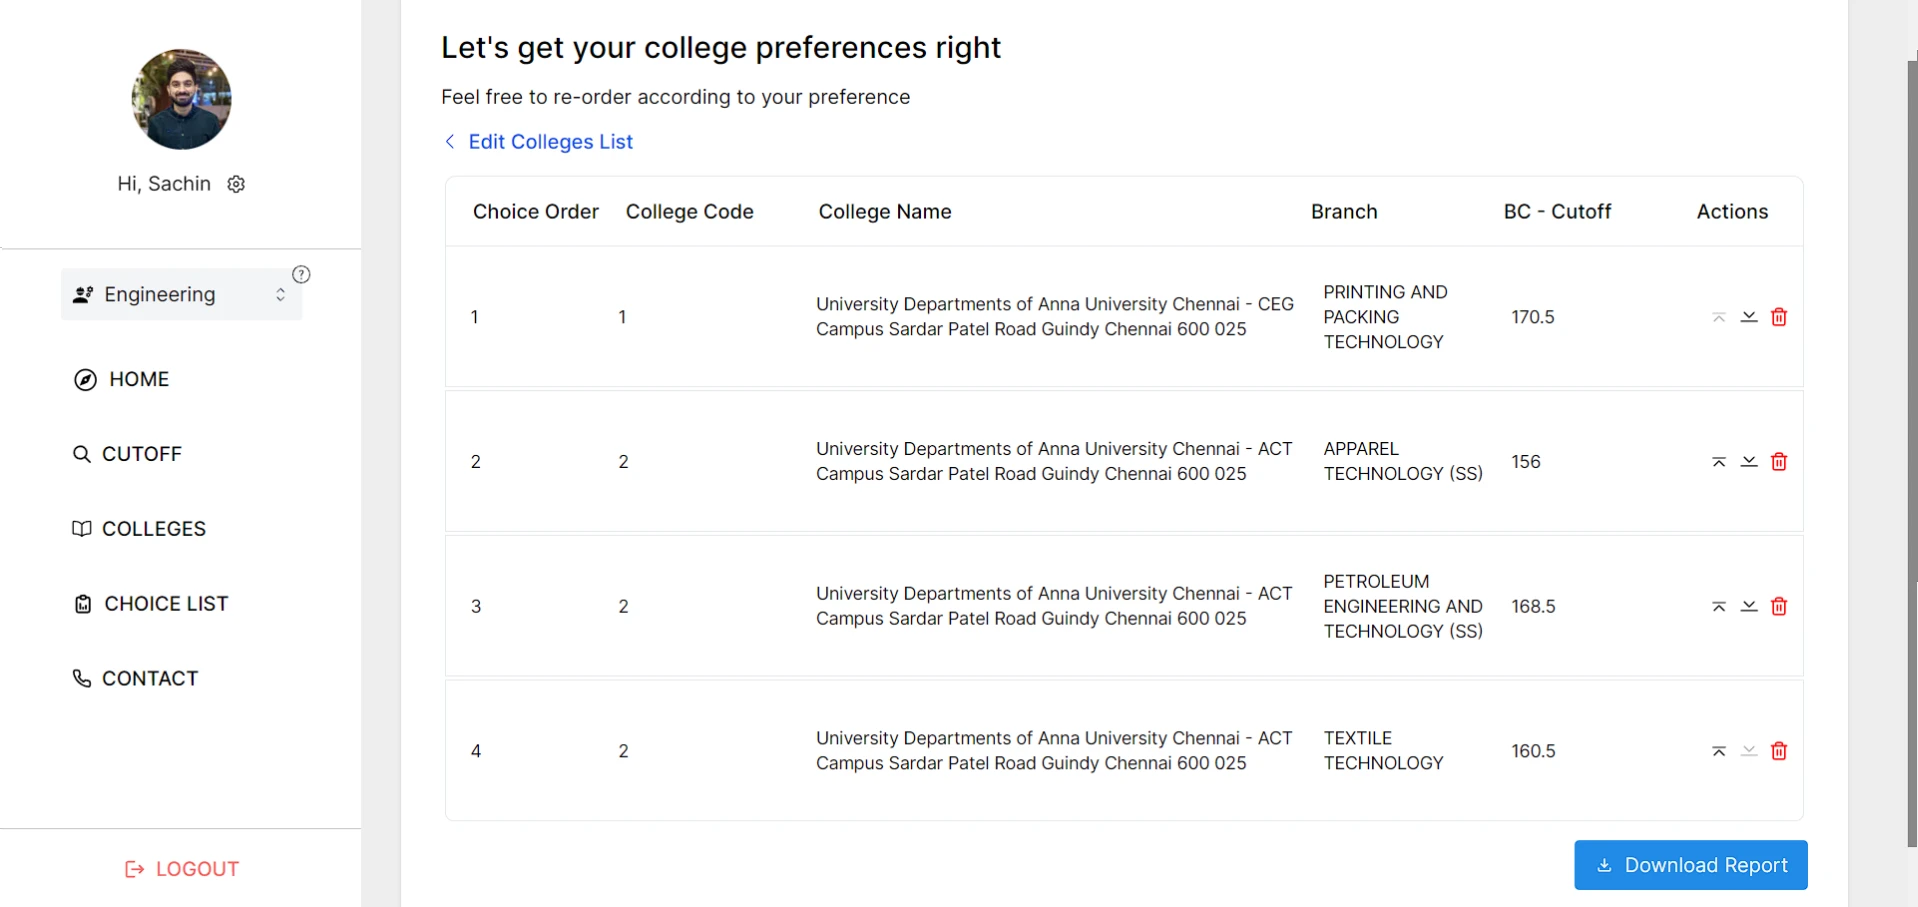 Hi, Sachin
Engineering
?
HOME
CUTOFF
COLLEGES
CHOICE LIST
CONTACT
LOGOUT
Let's get your college preferences right
Feel free to re-order according to your preference
Edit Colleges List
Choice Order College Code College Name Branch BC - Cutoff Actions
1 1 University Departments of Anna University Chennai - CEG Campus Sardar Patel Road Guindy Chennai 600 025 PRINTING AND PACKING TECHNOLOGY 170.5
2 2 University Departments of Anna University Chennai - ACT Campus Sardar Patel Road Guindy Chennai 600 025 APPAREL TECHNOLOGY (SS) 156
3 2 University Departments of Anna University Chennai - ACT Campus Sardar Patel Road Guindy Chennai 600 025 PETROLEUM ENGINEERING AND TECHNOLOGY (SS) 168.5
4 2 University Departments of Anna University Chennai - ACT Campus Sardar Patel Road Guindy Chennai 600 025 TEXTILE TECHNOLOGY 160.5
Download Report